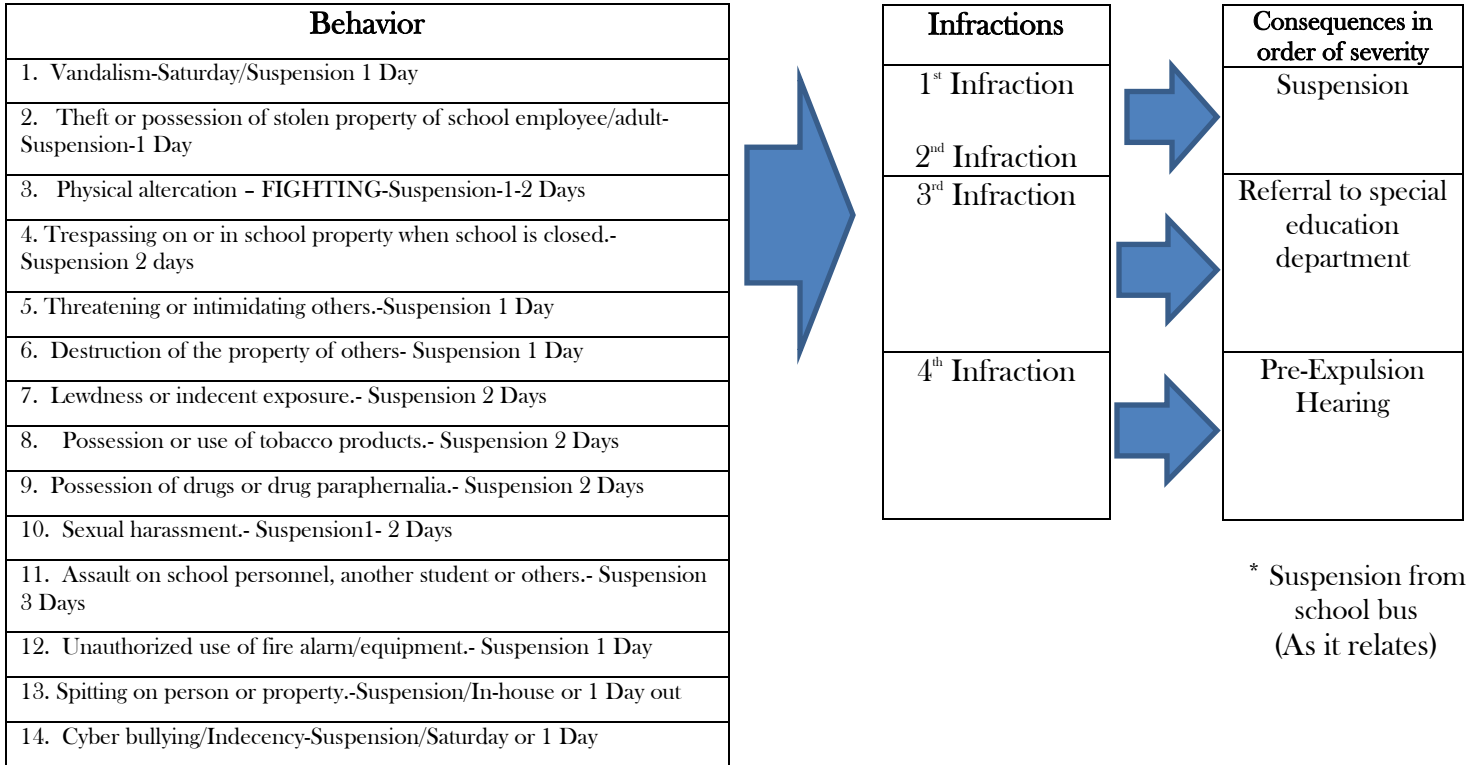 Behavior
1. Vandalism-Saturday/Suspension 1 Day
2. Theft or possession of stolen property of school employee/adult-
Suspension-1 Day
3. Physical altercation – FIGHTING-Suspension-1-2 Days
4. Trespassing on or in school property when school is closed.-
Suspension 2 days
5. Threatening or intimidating others.-Suspension 1 Day
6. Destruction of the property of others- Suspension 1 Day
7. Lewdness or indecent exposure.- Suspension 2 Days
8. Possession or use of tobacco products.- Suspension 2 Days
9. Possession of drugs or drug paraphernalia.- Suspension 2 Days
10. Sexual harassment.- Suspension1- 2 Days
11. Assault on school personnel, another student or others.- Suspension
3 Days
12. Unauthorized use of fire alarm/equipment.- Suspension 1 Day
13. Spitting on person or property.-Suspension/In-house or 1 Day out
14. Cyber bullying/Indecency-Suspension/Saturday or 1 Day
Infractions
1st Infraction
2nd Infraction
3rd Infraction
4th Infraction
Consequences in
order of severity
Suspension
Referral to special
education
department
Pre-Expulsion
Hearing
* Suspension from
school bus
(As it relates)